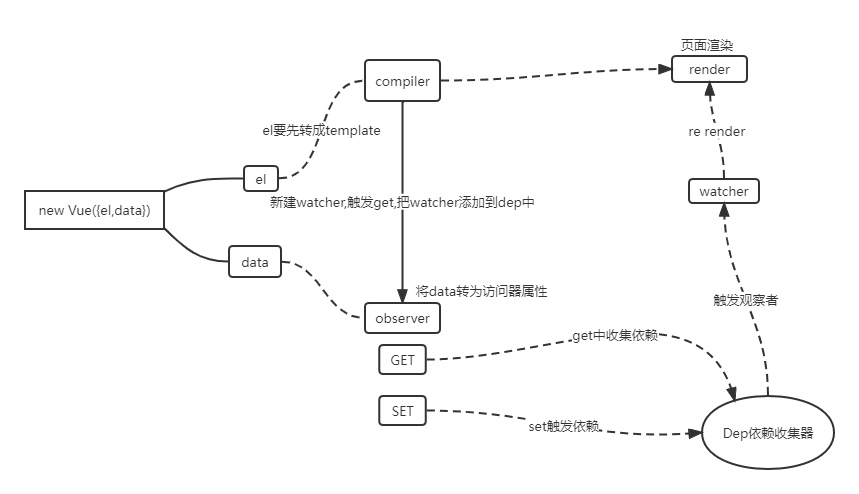 页面渲染
render
compiler
el要先转成template
re render
el
watcher
new Vue({el,data})
新建watcher,触发get,把watcher添加到dep中
data
将data转为访问器属性
触发观察者
observer
get中收集依赖
GET
SET
set触发依赖
Dep依赖收集器